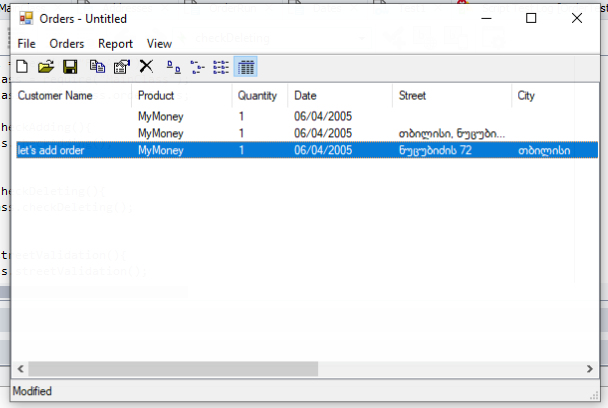 Orders - Untitled
File Orders Report View
Customer Name Product Quantity Date Street City
MyMoney 1 06/04/2005
MyMoney 1 06/04/2005 თბილისი, ნუცუბი...
let's add order MyMoney 1 06/04/2005 ნუცუბიძის 72 თბილისი
Modified